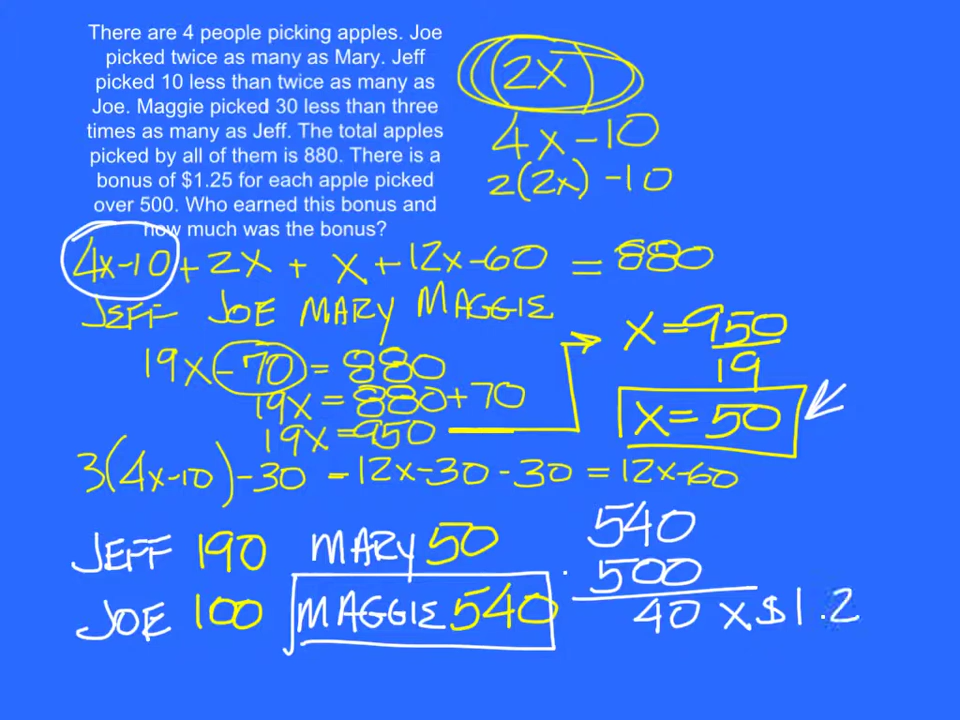 There are 4 people picking apples. Joe
picked twice as many as Mary. Jeff
picked 10 less than twice as many as
Joe. Maggie picked 30 less than three
times as many as Jeff. The total apples
picked by all of them is 880. There is a
bonus of $1.25 for each apple picked
over 500. Who earned this bonus and
how much was the bonus?
(2X)
4X-10
2(2X)-10
4X-10+2X+X+12X-60=880
JEFF JOE MARY MAGGIE
19X-70=880
19X=880+70
19X=950
X=950
19
X=50
3(4X-10)-30-12X-30-30=12X-60
JEFF 190 MARY 50
JOE 100 MAGGIE 540
540
500
40 X $1.2